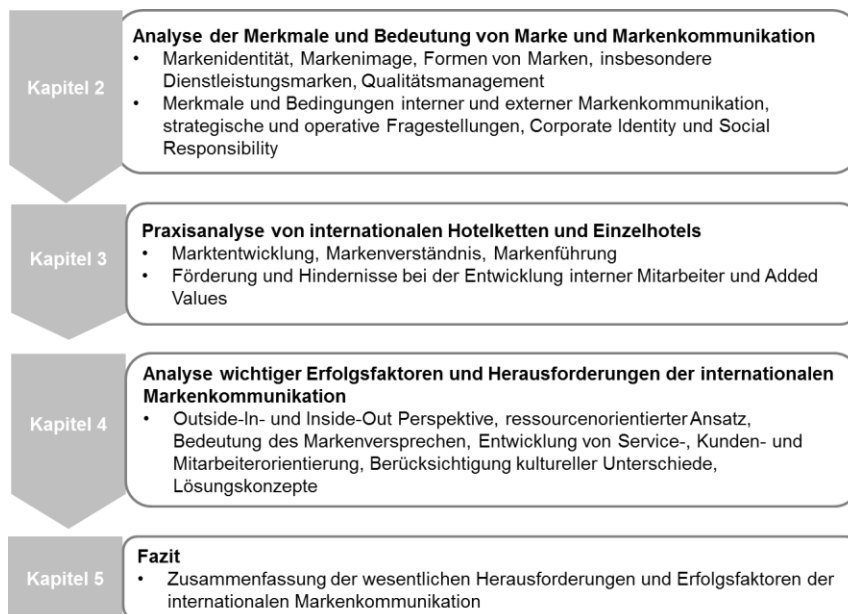 Kapitel 2
Analyse der Merkmale und Bedeutung von Marke und Markenkommunikation
• Markenidentität, Markenimage, Formen von Marken, insbesondere
Dienstleistungsmarken, Qualitätsmanagement
• Merkmale und Bedingungen interner und externer Markenkommunikation,
strategische und operative Fragestellungen, Corporate Identity und Social
Responsibility
Kapitel 3
Praxisanalyse von internationalen Hotelketten und Einzelhotels
• Marktentwicklung, Markenverständnis, Markenführung
• Förderung und Hindernisse bei der Entwicklung interner Mitarbeiter und Added
Values
Kapitel 4
Analyse wichtiger Erfolgsfaktoren und Herausforderungen der internationalen
Markenkommunikation
• Outside-In- und Inside-Out Perspektive, ressourcenorientierter Ansatz,
Bedeutung des Markenversprechen, Entwicklung von Service-, Kunden- und
Mitarbeiterorientierung, Berücksichtigung kultureller Unterschiede,
Lösungskonzepte
Kapitel 5
Fazit
• Zusammenfassung der wesentlichen Herausforderungen und Erfolgsfaktoren der
internationalen Markenkommunikation